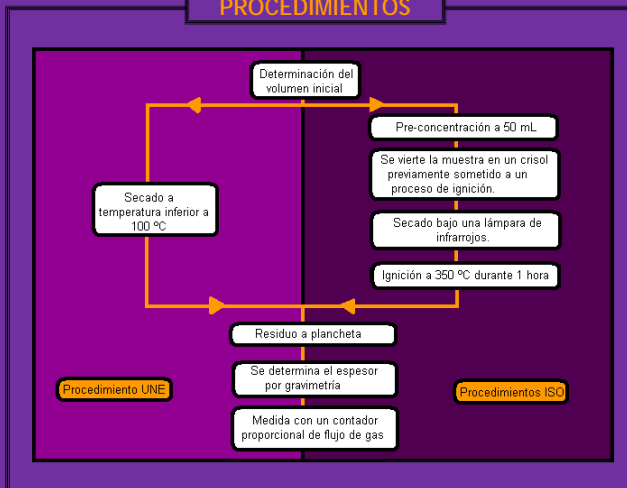 PROCEDIMIENTOS
Determinación del
volumen inicial
Pre-concentración a 50 mL
Se vierte la muestra en un crisol
previamente sometido a un
proceso de ignición.
Secado a
temperatura inferior a
100 ºC
Secado bajo una lámpara de
infrarrojos.
Ignición a 350 ºC durante 1 hora
Residuo a plancheta
Se determina el espesor
por gravimetría
Procedimiento UNE
Procedimientos ISO
Medida con un contador
proporcional de flujo de gas